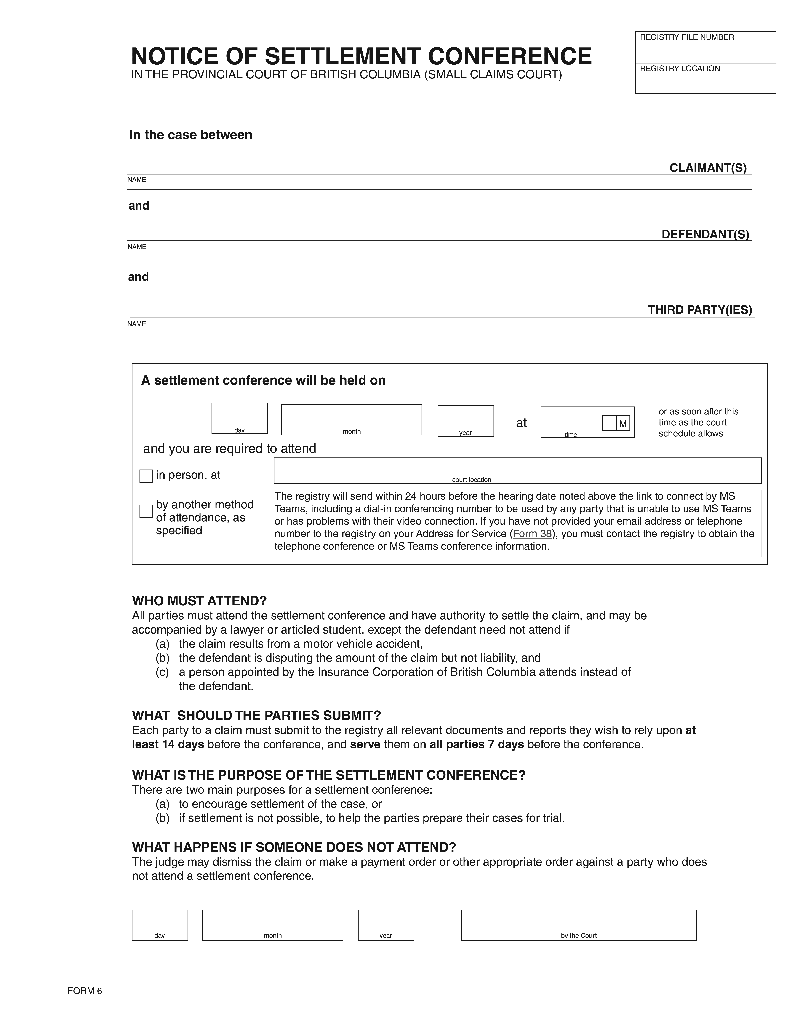 REGISTRY FILE NUMBER
NOTICE OF SETTLEMENT CONFERENCE
REGISTRY LOCATION
IN THE PROVINCIAL COURT OF BRITISH COLUMBIA (SMALL CLAIMS COURT)
In the case between
CLAIMANT(S)
NAME
and
DEFENDANT(S)
NAME
and
THIRD PARTY(IES)
NAME
A settlement conference will be held on
day month year at time M
or as soon after this
time as the court
schedule allows
and you are required to attend
in person, at
court location
by another method
of attendance, as
specified
The registry will send within 24 hours before the hearing date noted above the link to connect by MS
Teams, including a dial-in conferencing number to be used by any party that is unable to use MS Teams
or has problems with their video connection. If you have not provided your email address or telephone
number to the registry on your Address for Service (Form 38), you must contact the registry to obtain the
telephone conference or MS Teams conference information.
WHO MUST ATTEND?
All parties must attend the settlement conference and have authority to settle the claim, and may be
accompanied by a lawyer or articled student, except the defendant need not attend if
(a) the claim results from a motor vehicle accident,
(b) the defendant is disputing the amount of the claim but not liability, and
(c) a person appointed by the Insurance Corporation of British Columbia attends instead of
the defendant.
WHAT SHOULD THE PARTIES SUBMIT?
Each party to a claim must submit to the registry all relevant documents and reports they wish to rely upon at
least 14 days before the conference, and serve them on all parties 7 days before the conference.
WHAT IS THE PURPOSE OF THE SETTLEMENT CONFERENCE?
There are two main purposes for a settlement conference:
(a) to encourage settlement of the case, or
(b) if settlement is not possible, to help the parties prepare their cases for trial.
WHAT HAPPENS IF SOMEONE DOES NOT ATTEND?
The judge may dismiss the claim or make a payment order or other appropriate order against a party who does
not attend a settlement conference.
day month year by the Court
FORM 6